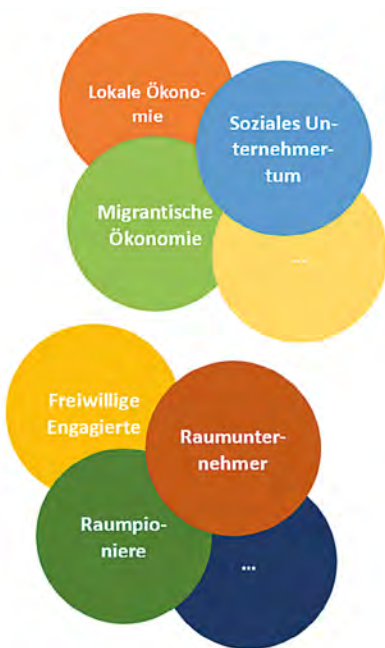 Lokale Ökono-
mie
Soziales Un-
ternehmer-
tum
Migrantische
Ökonomie
...
Freiwillige
Engagierte
Raumunter-
nehmer
Raumpio-
niere
...